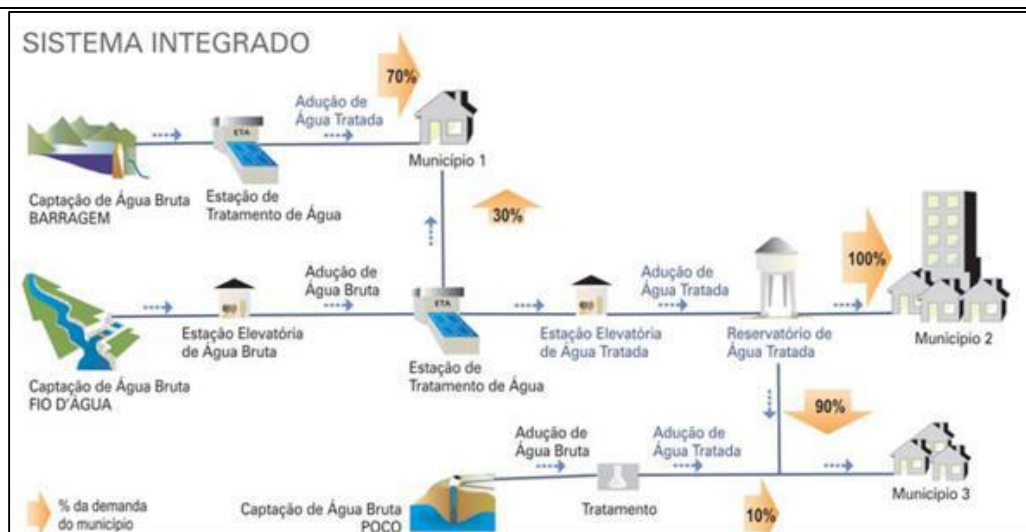 SISTEMA INTEGRADO
70%
Adução de
Água Tratada
ETA
Município 1
Captação de Água Bruta
BARRAGEM
Estação de
Tratamento de Água
30%
100%
Adução de
Água Bruta
Adução de
Água Tratada
ETA
Estação Elevatória
de Água Bruta
Estação Elevatória
de Água Tratada
Reservatório de
Água Tratada
Município 2
Estação de
Tratamento de Água
Captação de Água Bruta
FIO D'ÁGUA
90%
Adução de
Água Bruta
Adução de
Água Tratada
Município 3
% da demanda
do município
Captação de Água Bruta
POÇO
Tratamento
10%